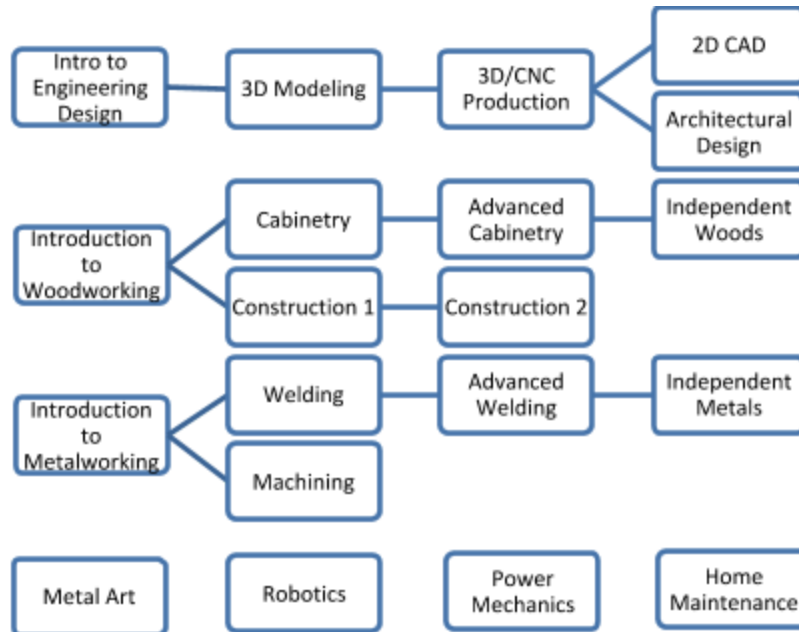 Intro to
Engineering
Design
3D Modeling
3D/CNC
Production
2D CAD
Architectural
Design
Introduction
to
Woodworking
Cabinetry
Advanced
Cabinetry
Independent
Woods
Construction 1
Construction 2
Introduction
to
Metalworking
Welding
Advanced
Welding
Independent
Metals
Machining
Metal Art
Robotics
Power
Mechanics
Home
Maintenance